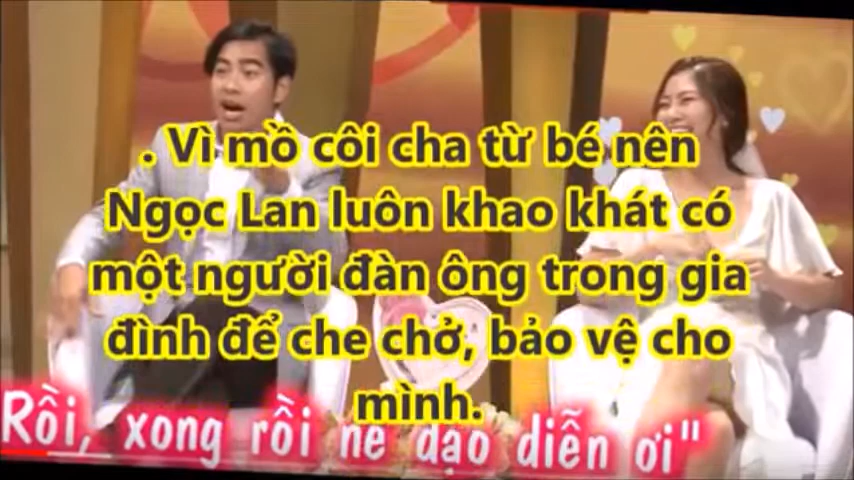 . Vì mồ côi cha từ bé nên
Ngọc Lan luôn khao khát có
một người đàn ông trong gia
đình để che chở, bảo vệ cho
mình.
Rồi, xong rồi nè đạo diễn ơi"